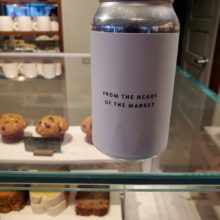 FROM THE HEART
OF THE MARKET.